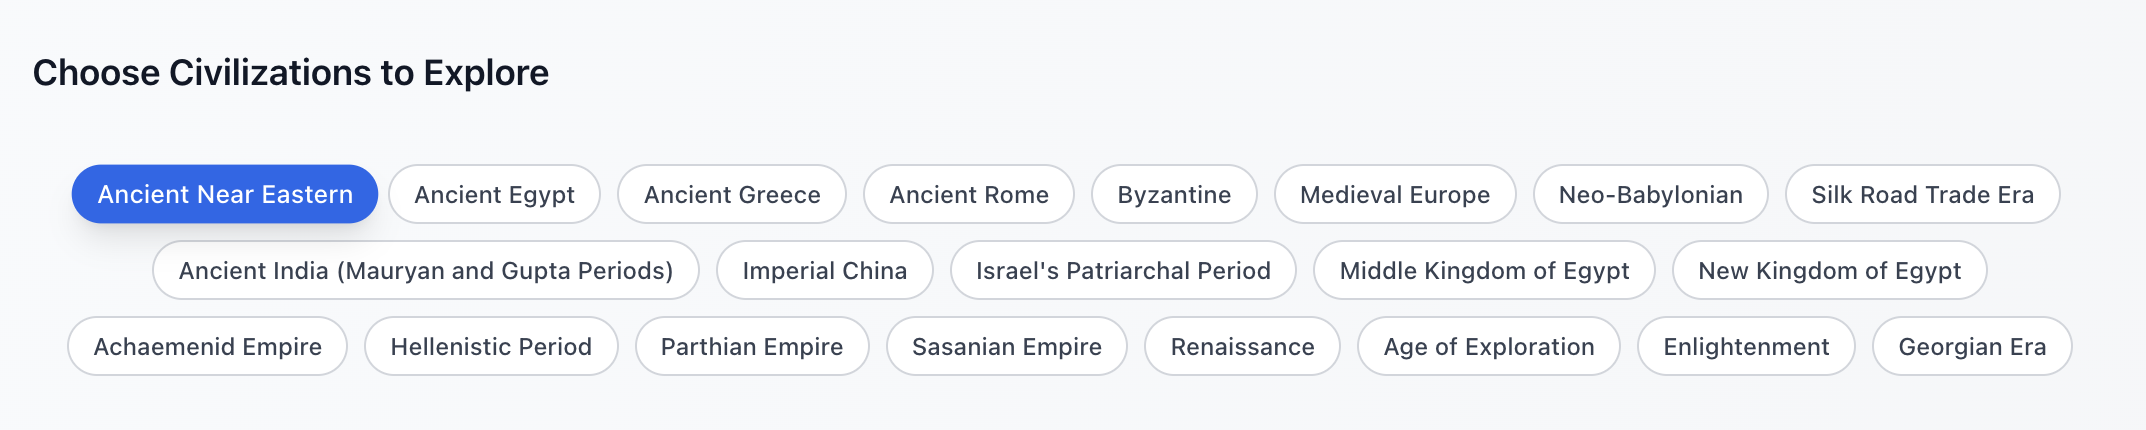 Choose Civilizations to Explore
Ancient Near Eastern Ancient Egypt Ancient Greece Ancient Rome Byzantine Medieval Europe Neo-Babylonian Silk Road Trade Era
Ancient India (Mauryan and Gupta Periods) Imperial China Israel's Patriarchal Period Middle Kingdom of Egypt New Kingdom of Egypt
Achaemenid Empire Hellenistic Period Parthian Empire Sasanian Empire Renaissance Age of Exploration Enlightenment Georgian Era